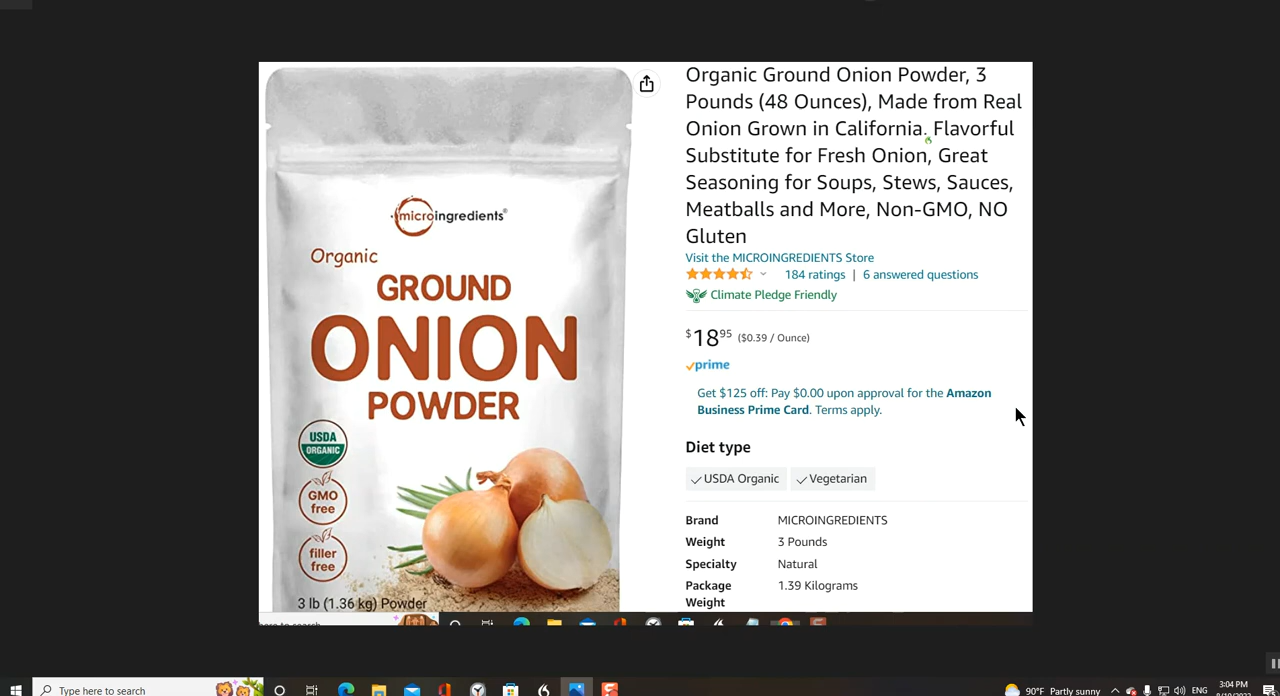 microingredients®
Organic
GROUND
ONION
POWDER
USDA
ORGANIC
GMO
free
filler
free
3 lb (1.36 kg) Powder
Organic Ground Onion Powder, 3
Pounds (48 Ounces), Made from Real
Onion Grown in California. Flavorful
Substitute for Fresh Onion, Great
Seasoning for Soups, Stews, Sauces,
Meatballs and More, Non-GMO, NO
Gluten
Visit the MICROINGREDIENTS Store
184 ratings | 6 answered questions
Climate Pledge Friendly
$18 95 ($0.39 / Ounce)
prime
Get $125 off: Pay $0.00 upon approval for the Amazon
Business Prime Card. Terms apply.
Diet type
USDA Organic Vegetarian
Brand MICROINGREDIENTS
Weight 3 Pounds
Specialty Natural
Package 1.39 Kilograms
Weight
Type here to search
90°F Partly sunny
ENG
3:04 PM